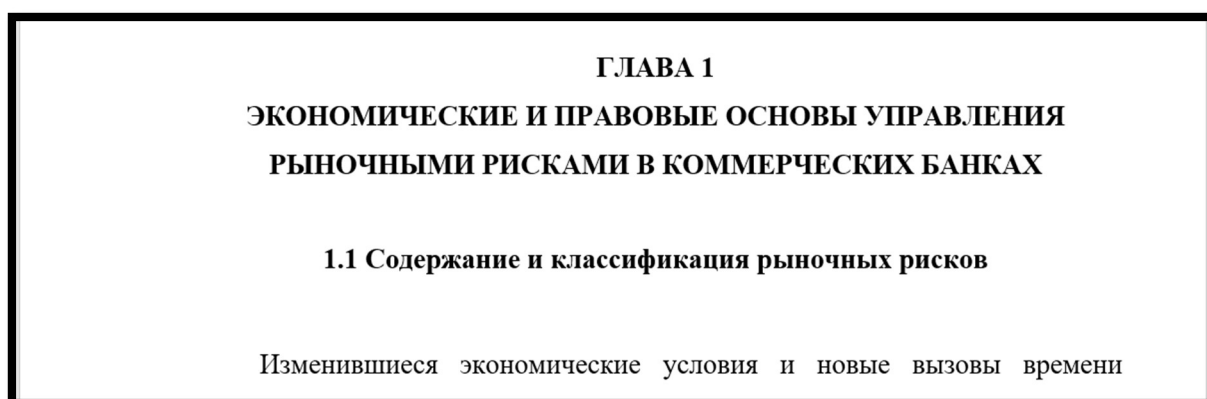 ГЛАВА 1
ЭКОНОМИЧЕСКИЕ И ПРАВОВЫЕ ОСНОВЫ УПРАВЛЕНИЯ
РЫНОЧНЫМИ РИСКАМИ В КОММЕРЧЕСКИХ БАНКАХ
1.1 Содержание и классификация рыночных рисков
Изменившиеся экономические условия и новые вызовы времени